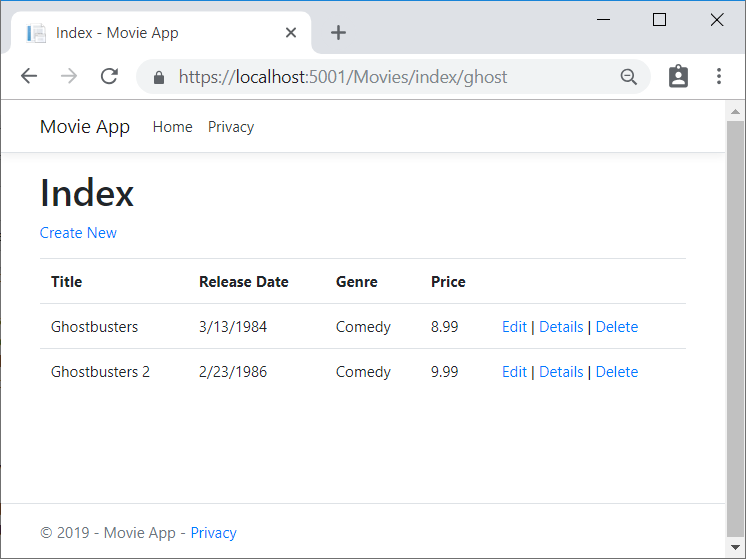 Index - Movie App
https://localhost:5001/Movies/index/ghost
Movie App Home Privacy
Index
Create New
Title Release Date Genre Price
Ghostbusters 3/13/1984 Comedy 8.99 Edit | Details | Delete
Ghostbusters 2 2/23/1986 Comedy 9.99 Edit | Details | Delete
© 2019 - Movie App - Privacy